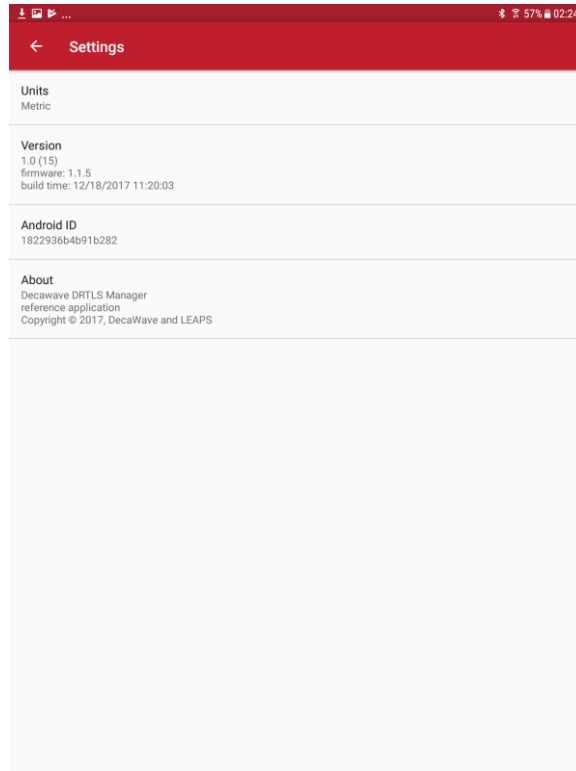 ... 57% 02:24
Settings
Units
Metric
Version
1.0 (15)
firmware: 1.1.5
build time: 12/18/2017 11:20:03
Android ID
1822936b4b91b282
About
Decawave DRTLS Manager
reference application
Copyright © 2017, DecaWave and LEAPS